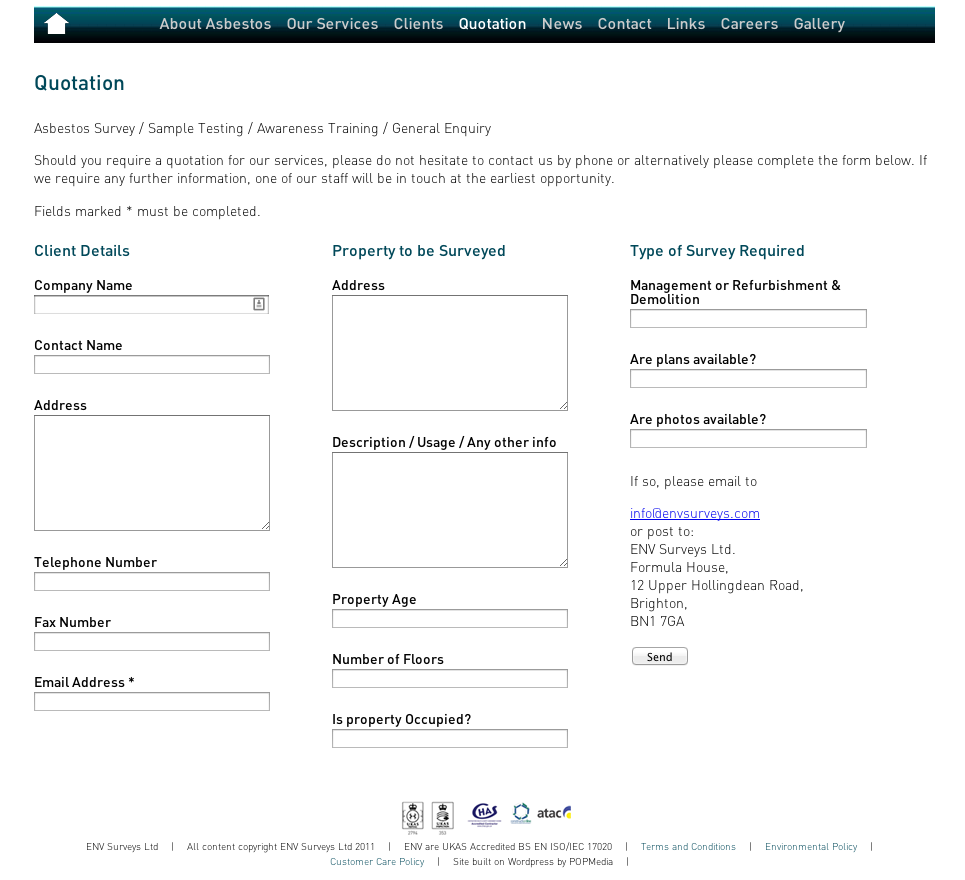 About Asbestos Our Services Clients Quotation News Contact Links Careers Gallery
Quotation
Asbestos Survey / Sample Testing / Awareness Training / General Enquiry
Should you require a quotation for our services, please do not hesitate to contact us by phone or alternatively please complete the form below. If
we require any further information, one of our staff will be in touch at the earliest opportunity.
Fields marked * must be completed.
Client Details
Company Name
Contact Name
Address
Telephone Number
Fax Number
Email Address *
Property to be Surveyed
Address
Description / Usage / Any other info
Property Age
Number of Floors
Is property Occupied?
Type of Survey Required
Management or Refurbishment &
Demolition
Are plans available?
Are photos available?
If so, please email to
info@envsurveys.com
or post to:
ENV Surveys Ltd.
Formula House,
12 Upper Hollingdean Road,
Brighton,
BN1 7GA
Send
UKAS UKAS CHAS atac
ENV Surveys Ltd | All content copyright ENV Surveys Ltd 2011 | ENV are UKAS Accredited BS EN ISO/IEC 17020 | Terms and Conditions | Environmental Policy |
Customer Care Policy | Site built on Wordpress by POPMedia |